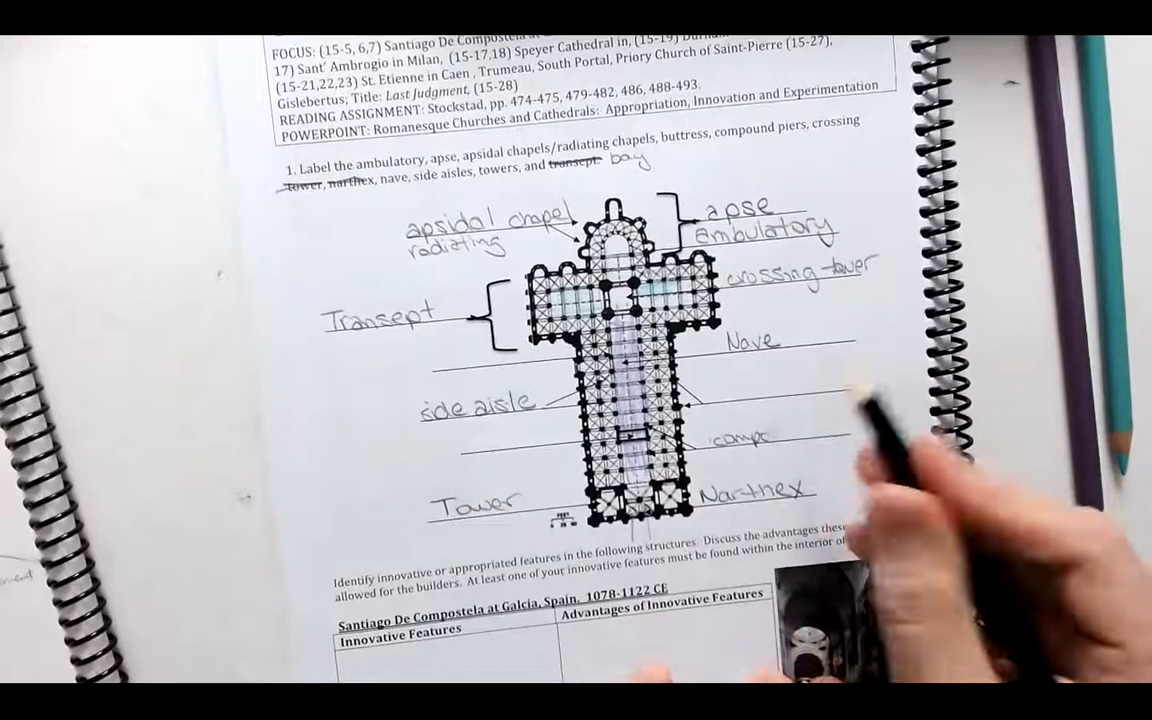 FOCUS: (15-5, 6,7) Santiago De Compostela at
17) Sant' Ambrogio in Milan, (15-17,18) Speyer Cathedral in, (15-19)
(15-21,22,23) St. Etienne in Caen , Trumeau, South Portal, Priory Church of Saint-Pierre (15-27),
Gislebertus; Title: Last Judgment, (15-28)
READING ASSIGNMENT: Stockstad, pp. 474-475, 479-482, 486, 488-493.
POWERPOINT: Romanesque Churches and Cathedrals: Appropriation, Innovation and Experimentation
1. Label the ambulatory, apse, apsidal chapels/radiating chapels, buttress, compound piers, crossing
tower, narthex, nave, side aisles, towers, and transept. bay
apsidal chapel
radiating
apse
ambulatory
crossing tower
Transept
Nave
side aisle
compo
Tower
Narthex
Identify innovative or appropriated features in the following structures. Discuss the advantages these
allowed for the builders. At least one of your innovative features must be found within the interior of
Santiago De Compostela at Galcia, Spain, 1078-1122 CE
Innovative Features
Advantages of Innovative Features